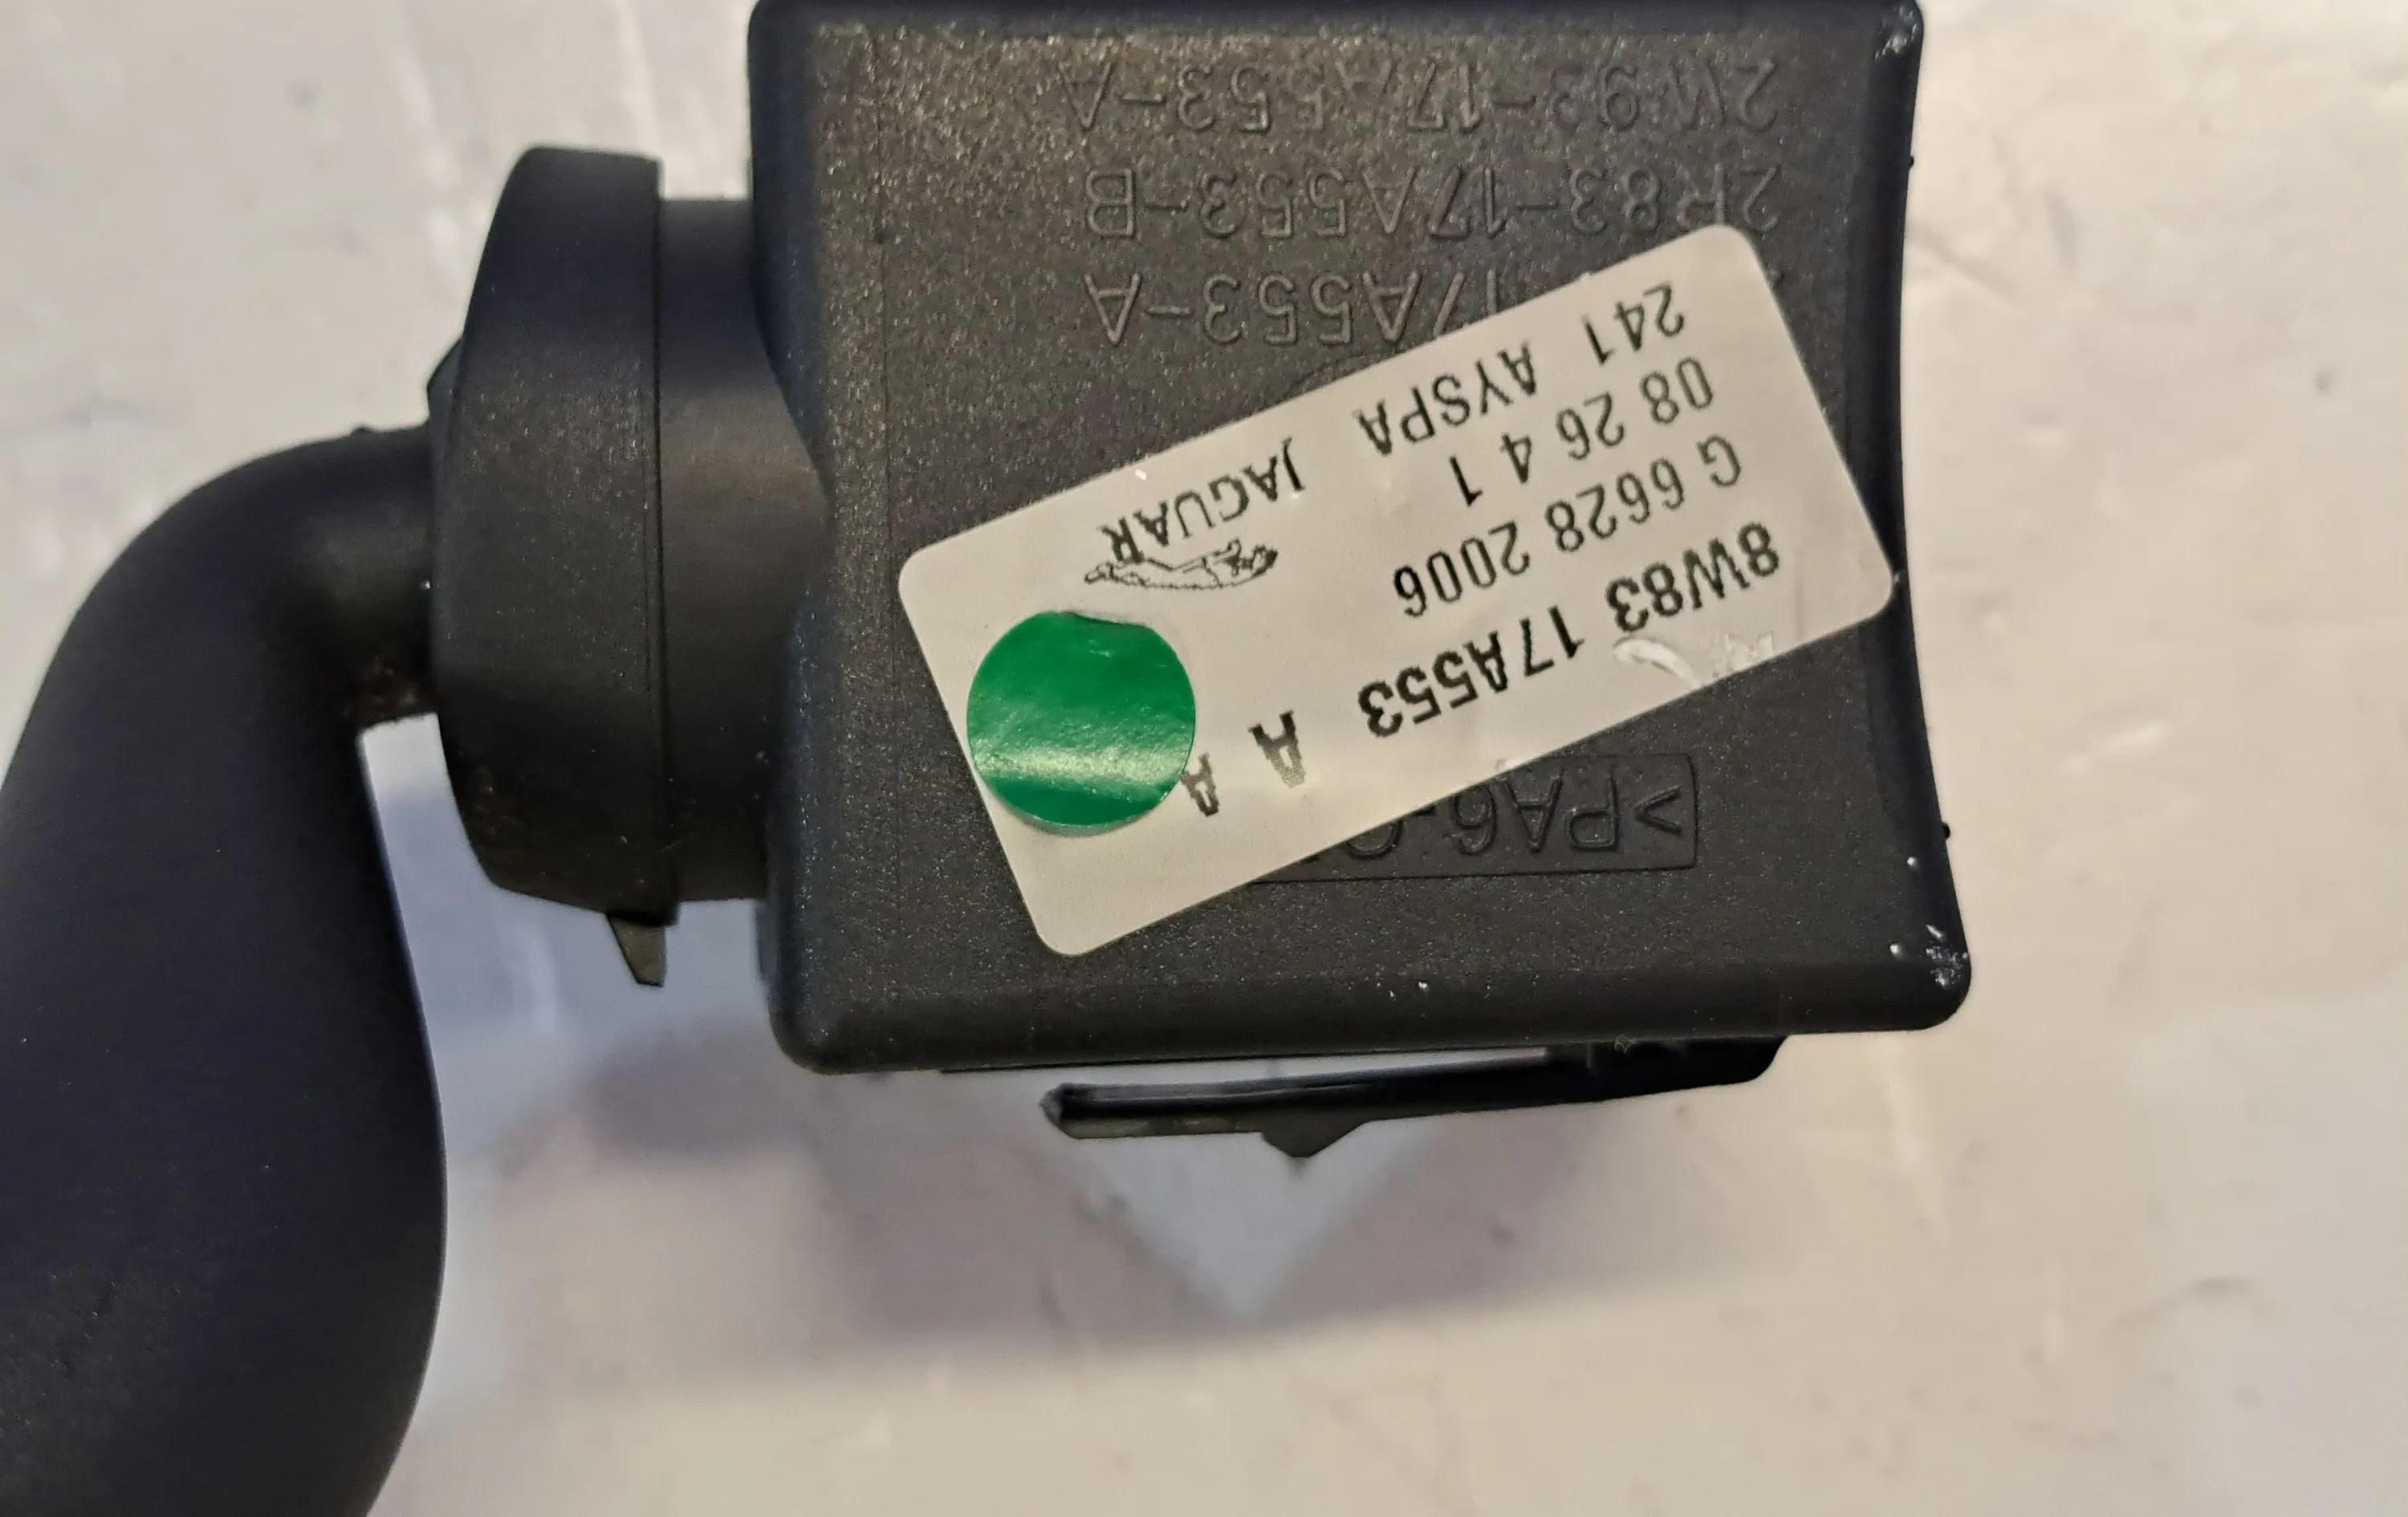 >PA6-
8W83 17A553 A A
G 6628 2006
08 26 4 1
241 AYSPA JAGUAR
17A553-A
2R83-17A553-B
2W93-17A553-A